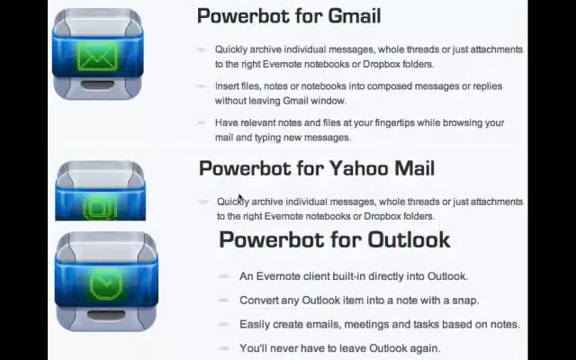 Powerbot for Gmail
Quickly archive individual messages, whole threads or just attachments
to the right Evernote notebooks or Dropbox folders.
Insert files, notes or notebooks into composed messages or replies
without leaving Gmail window.
Have relevant notes and files at your fingertips while browsing your
mail and typing new messages.
Powerbot for Yahoo Mail
Quickly archive individual messages, whole threads or just attachments
to the right Evernote notebooks or Dropbox folders.
Powerbot for Outlook
An Evernote client built-in directly into Outlook.
Convert any Outlook item into a note with a snap.
Easily create emails, meetings and tasks based on notes.
You'll never have to leave Outlook again.